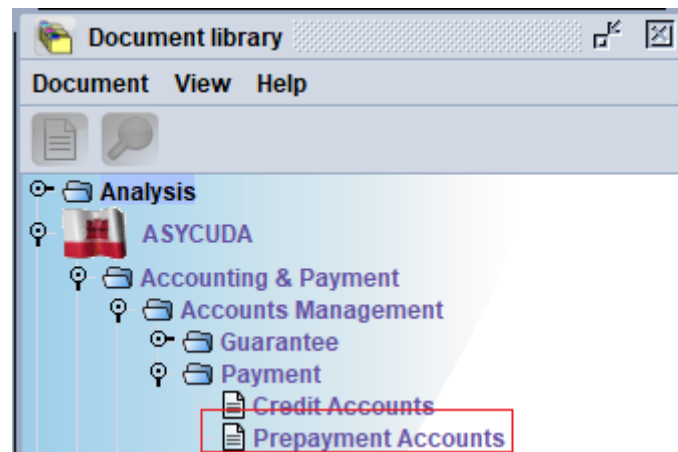 Document library
Document View Help
Analysis
ASYCUDA
Accounting & Payment
Accounts Management
Guarantee
Payment
Credit Accounts
Prepayment Accounts